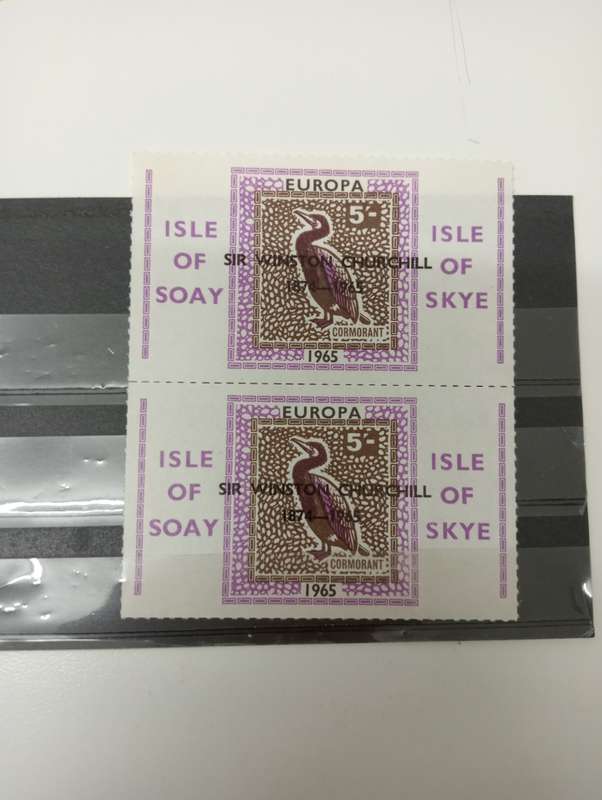 EUROPA
5/-
ISLE
OF
SOAY
SIR WINSTON CHURCHILL
1874—1965
ISLE
OF
SKYE
CORMORANT
1965
EUROPA
5/-
ISLE
OF
SOAY
SIR WINSTON CHURCHILL
1874—1965
ISLE
OF
SKYE
CORMORANT
1965